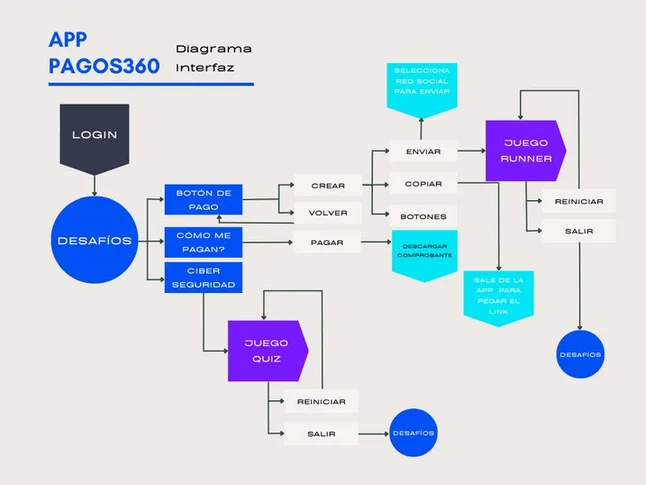 APP
PAGOS360
Diagrama
Interfaz
LOGIN
DESAFÍOS
BOTÓN DE
PAGO
CÓMO ME
PAGAN?
CIBER
SEGURIDAD
CREAR
VOLVER
PAGAR
SELECCIONA
RED SOCIAL
PARA ENVIAR
ENVIAR
COPIAR
BOTONES
DESCARGAR
COMPROBANTE
JUEGO
RUNNER
REINICIAR
SALIR
SALE DE LA
APP PARA
PEGAR EL
LINK
DESAFÍOS
JUEGO
QUIZ
REINICIAR
SALIR
DESAFÍOS